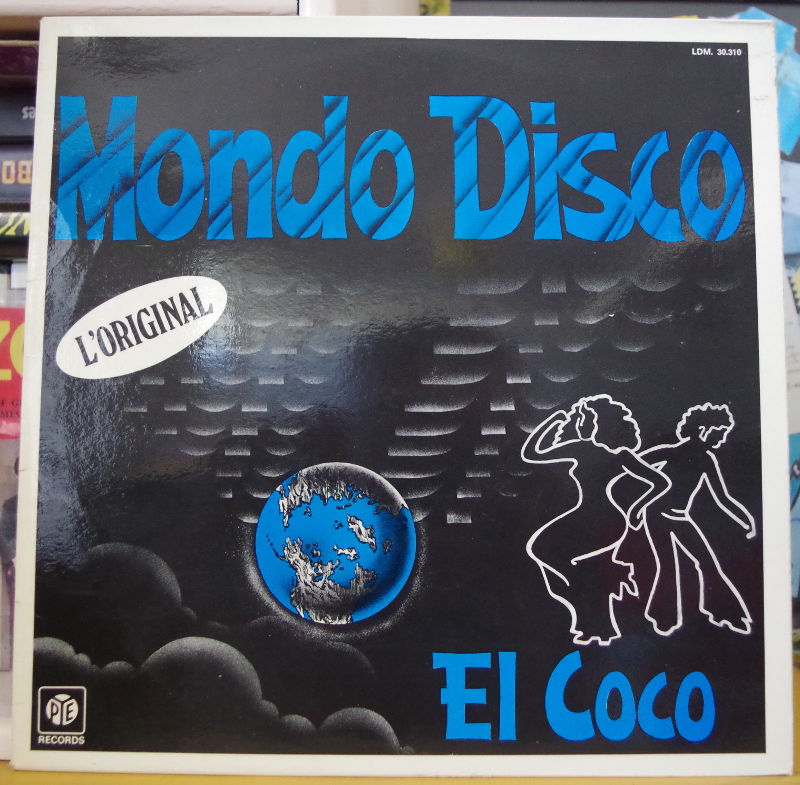 LDM. 30.310
Mondo Disco
L'ORIGINAL
El Coco
PYE
RECORDS